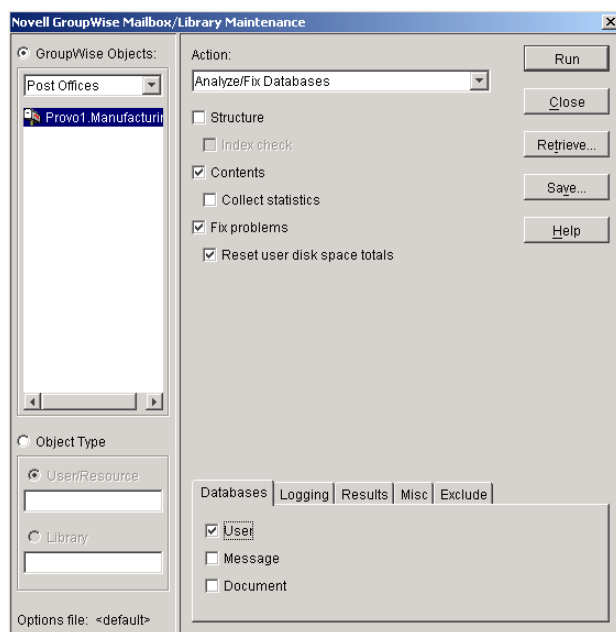 Novell GroupWise Mailbox/Library Maintenance
GroupWise Objects:
Post Offices
Provo1.Manufacturin
Object Type
User/Resource
Library
Options file: <default>
Action:
Analyze/Fix Databases
Structure
Index check
Contents
Collect statistics
Fix problems
Reset user disk space totals
Databases Logging Results Misc Exclude
User
Message
Document
Run
Close
Retrieve...
Save...
Help